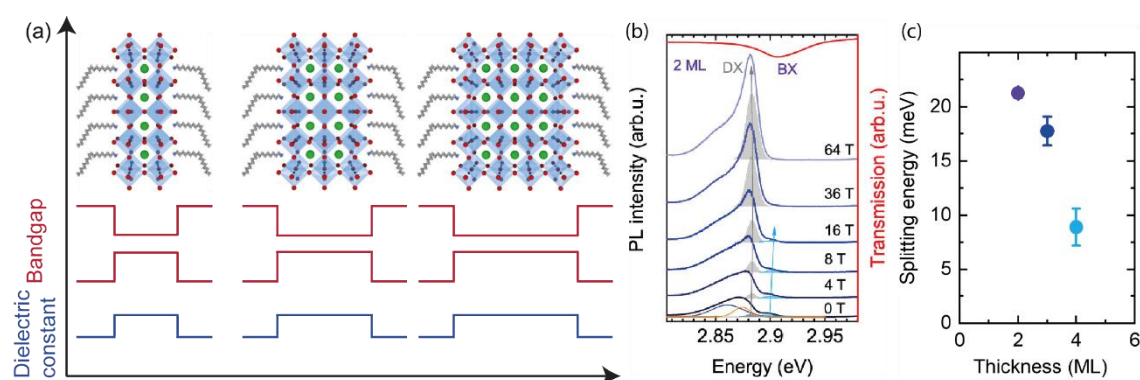 (a)
Bandgap
Dielectric
constant
(b)
PL intensity (arb.u.)
2 ML
DX
BX
64 T
36 T
16 T
8 T
4 T
0 T
2.85 2.9 2.95
Energy (eV)
Transmission (arb.u.)
(c)
Splitting energy (meV)
20
15
10
5
0
0 2 4 6
Thickness (ML)